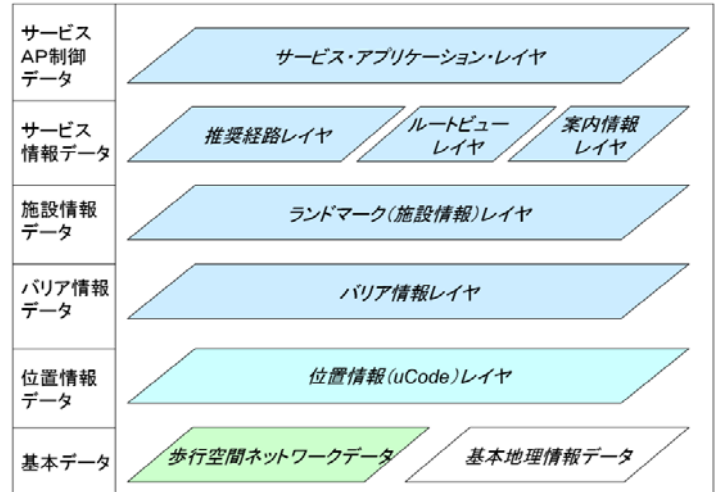 サービス
AP制御
データ
サービス・アプリケーション・レイヤ
サービス
情報データ
推奨経路レイヤ
ルートビュー
レイヤ
案内情報
レイヤ
施設情報
データ
ランドマーク(施設情報)レイヤ
バリア情報
データ
バリア情報レイヤ
位置情報
データ
位置情報(uCode)レイヤ
基本データ
歩行空間ネットワークデータ
基本地理情報データ